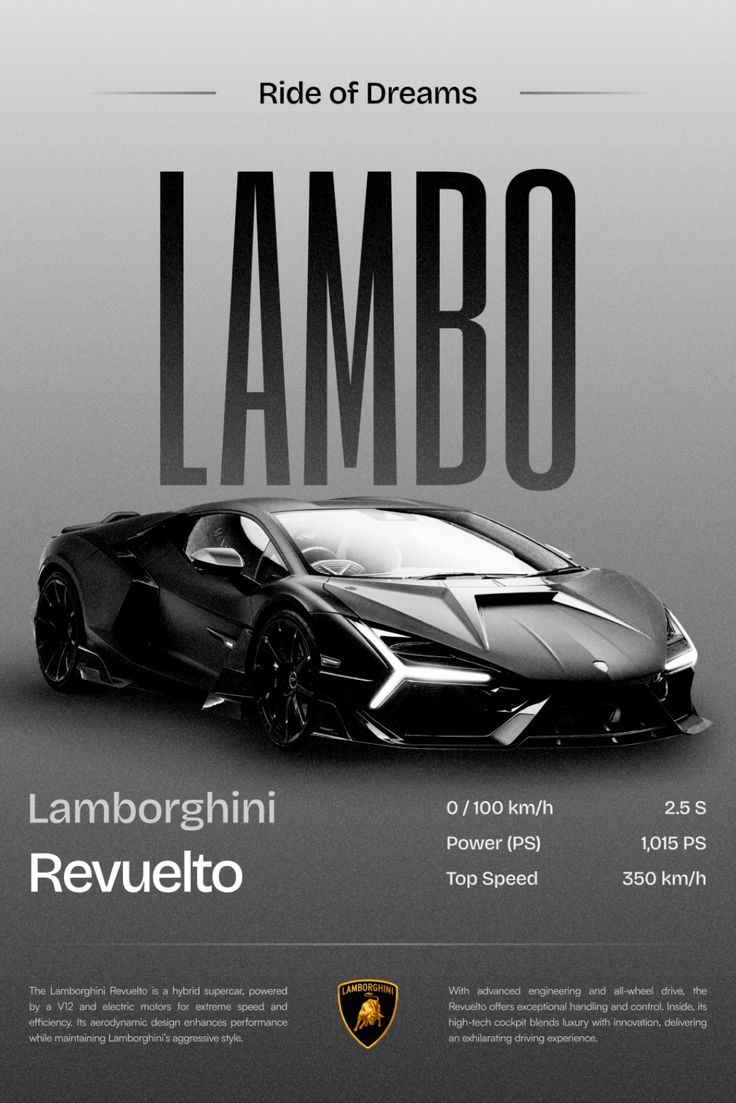 Ride of Dreams
LAMBO
Lamborghini
Revuelto
0 / 100 km/h 2.5 S
Power (PS) 1,015 PS
Top Speed 350 km/h
The Lamborghini Revuelto is a hybrid supercar, powered
by a V12 and electric motors for extreme speed and
efficiency. Its aerodynamic design enhances performance
while maintaining Lamborghini's aggressive style.
LAMBORGHINI
With advanced engineering and all-wheel drive, the
Revuelto offers exceptional handling and control. Inside, its
high-tech cockpit blends luxury with innovation, delivering
an exhilarating driving experience.